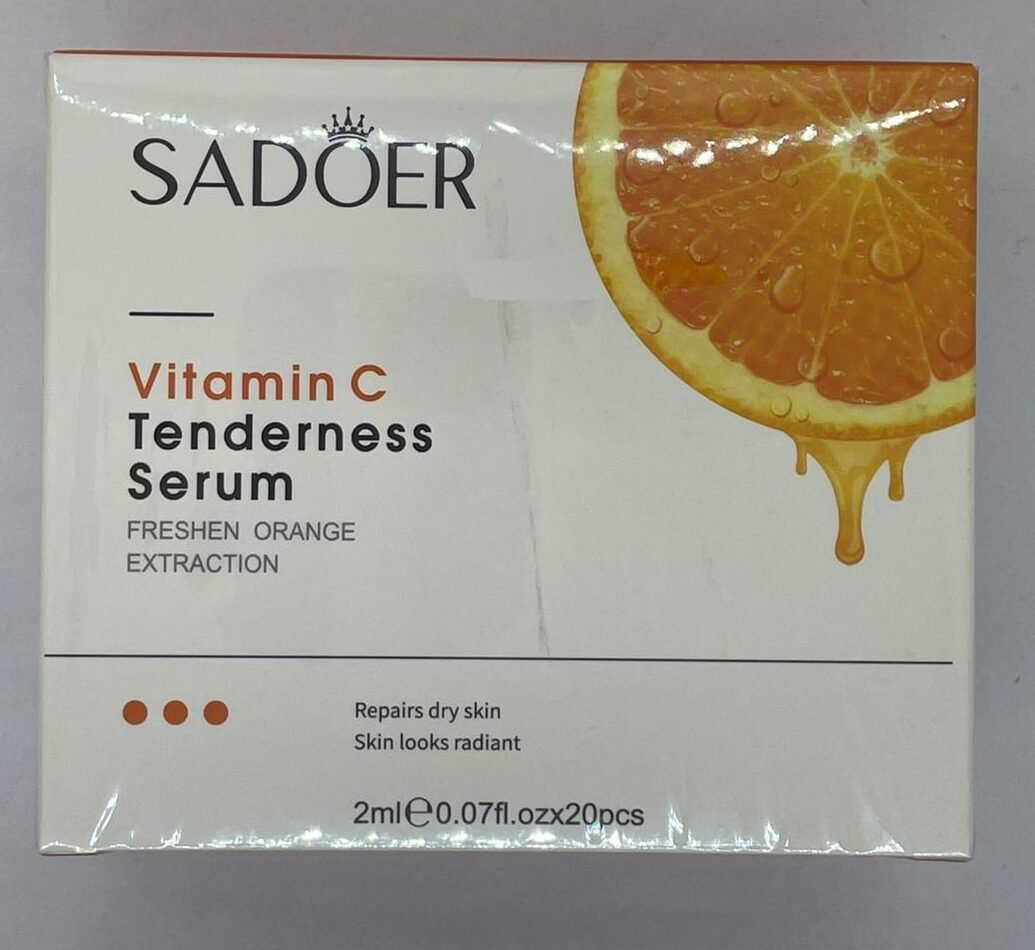 SADOER
Vitamin C
Tenderness
Serum
FRESHEN ORANGE
EXTRACTION
Repairs dry skin
Skin looks radiant
2ml℮0.07fl.ozx20pcs